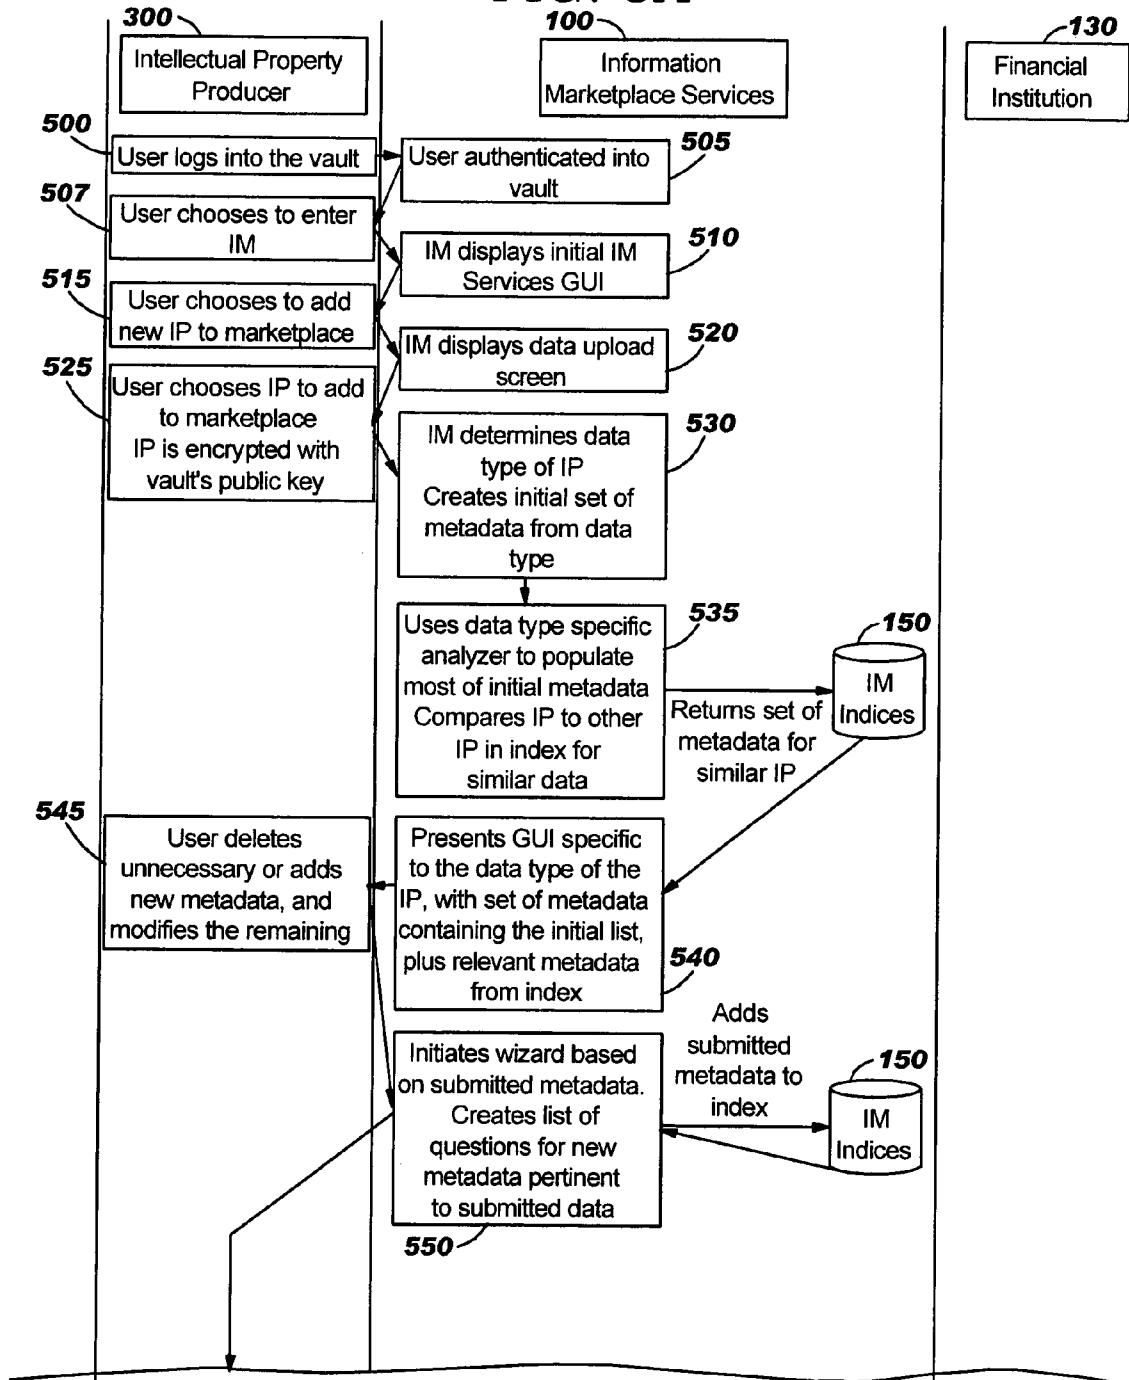 300
Intellectual Property
Producer
100
Information
Marketplace Services
130
Financial
Institution
500
User logs into the vault
User authenticated into
vault
505
507
User chooses to enter
IM
IM displays initial IM
Services GUI
510
515
User chooses to add
new IP to marketplace
IM displays data upload
screen
520
525
User chooses IP to add
to marketplace
IP is encrypted with
vault's public key
IM determines data
type of IP
Creates initial set of
metadata from data
type
530
Uses data type specific
analyzer to populate
most of initial metadata
Compares IP to other
IP in index for
similar data
535
150
IM
Indices
Returns set of
metadata for
similar IP
545
User deletes
unnecessary or adds
new metadata, and
modifies the remaining
Presents GUI specific
to the data type of the
IP, with set of metadata
containing the initial list,
plus relevant metadata
from index
540
Initiates wizard based
on submitted metadata.
Creates list of
questions for new
metadata pertinent
to submitted data
550
Adds
submitted
metadata to
index
150
IM
Indices